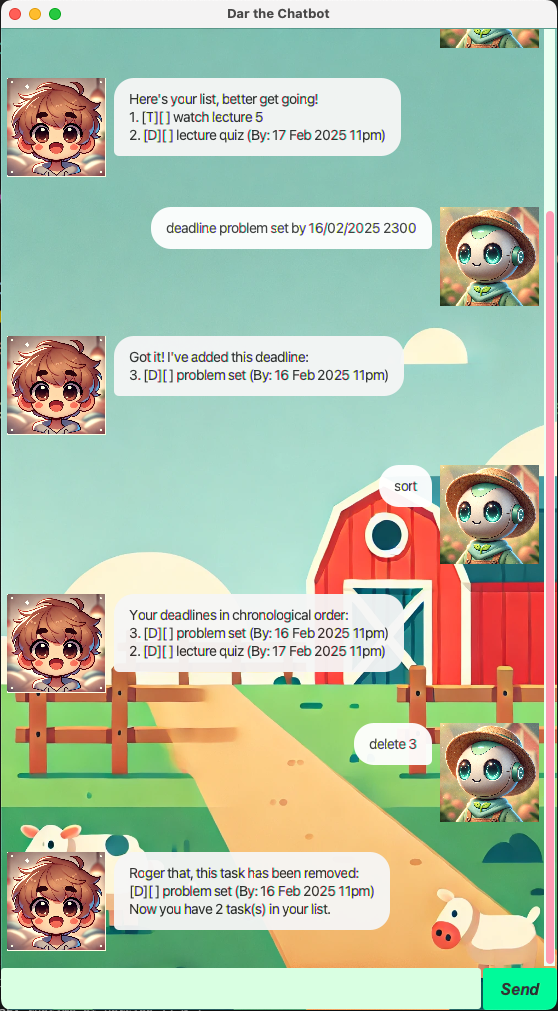 Dar the Chatbot
Here's your list, better get going!
1. [T][ ] watch lecture 5
2. [D][ ] lecture quiz (By: 17 Feb 2025 11pm)
deadline problem set by 16/02/2025 2300
Got it! I've added this deadline:
3. [D][ ] problem set (By: 16 Feb 2025 11pm)
sort
Your deadlines in chronological order:
3. [D][ ] problem set (By: 16 Feb 2025 11pm)
2. [D][ ] lecture quiz (By: 17 Feb 2025 11pm)
delete 3
Roger that, this task has been removed:
[D][ ] problem set (By: 16 Feb 2025 11pm)
Now you have 2 task(s) in your list.
Send